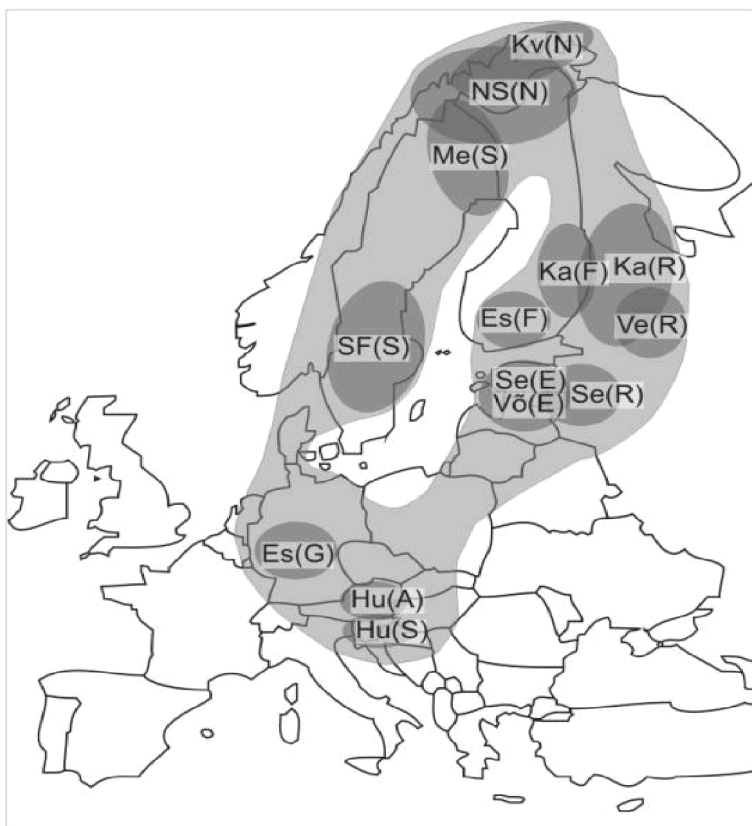 Kv(N)
NS(N)
Me(S)
Ka(F)
Ka(R)
Es(F)
Ve(R)
SF(S)
Se(E)
Võ(E)
Se(R)
Es(G)
Hu(A)
Hu(S)